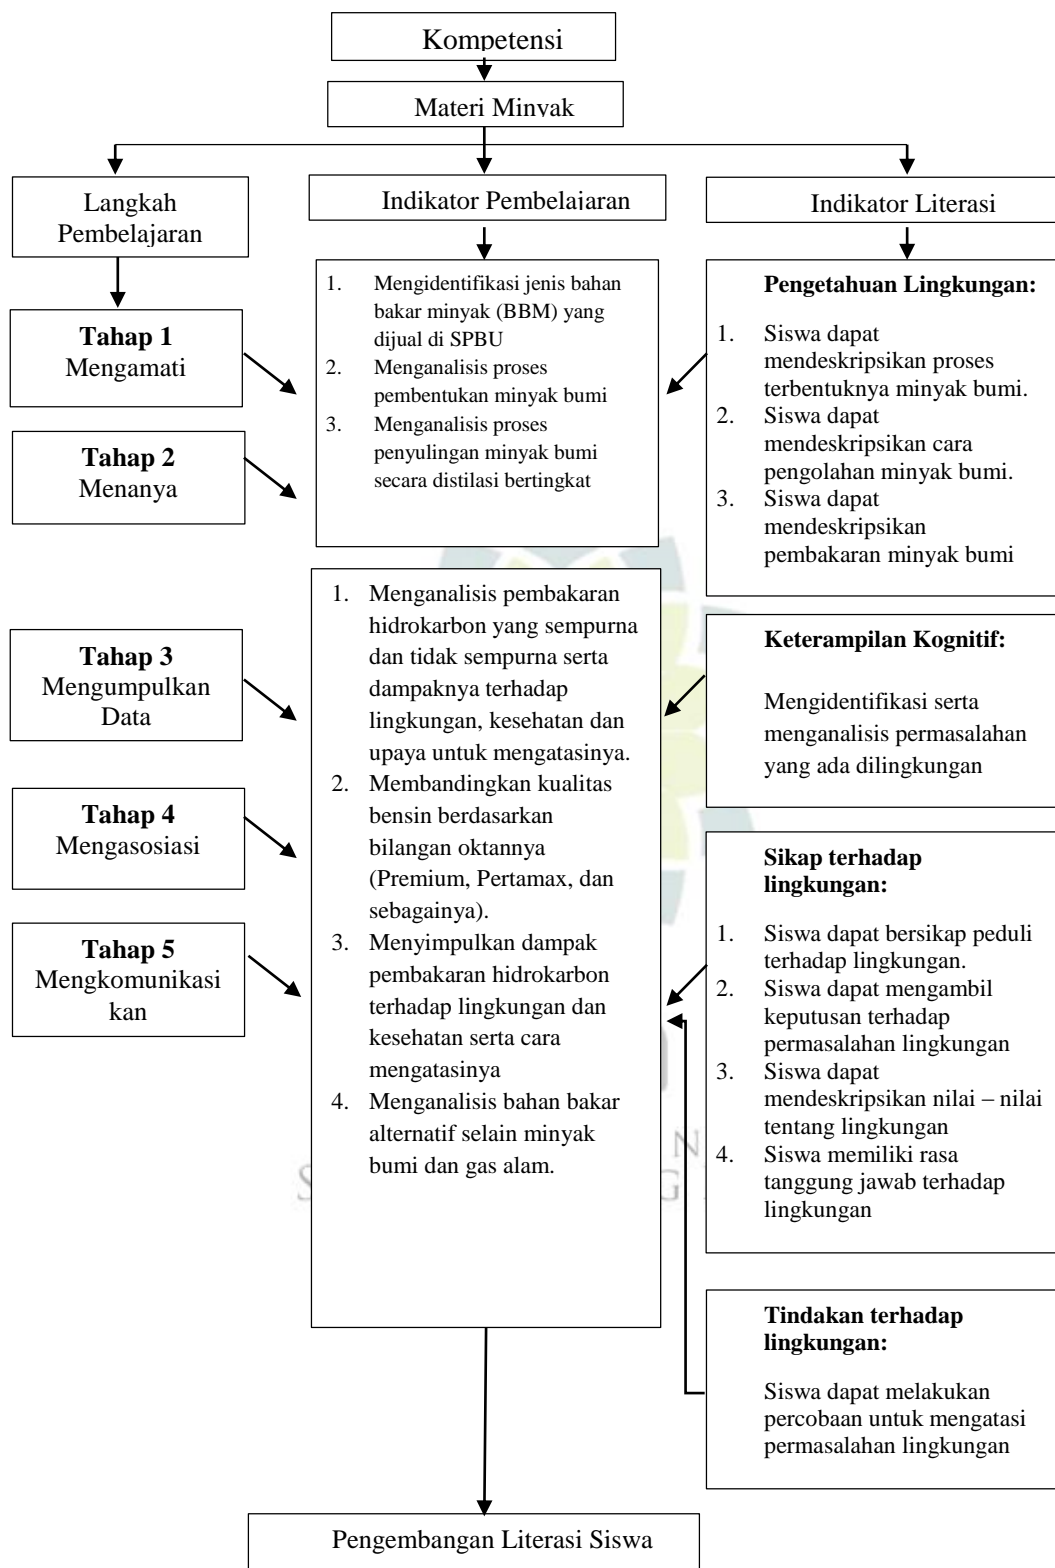 Kompetensi
Materi Minyak
Langkah
Pembelajaran
Indikator Pembelajaran
Indikator Literasi
Tahap 1
Mengamati
Tahap 2
Menanya
Tahap 3
Mengumpulkan
Data
Tahap 4
Mengasosiasi
Tahap 5
Mengkomunikasi
kan
1. Mengidentifikasi jenis bahan
bakar minyak (BBM) yang
dijual di SPBU
2. Menganalisis proses
pembentukan minyak bumi
3. Menganalisis proses
penyulingan minyak bumi
secara distilasi bertingkat
1. Menganalisis pembakaran
hidrokarbon yang sempurna
dan tidak sempurna serta
dampaknya terhadap
lingkungan, kesehatan dan
upaya untuk mengatasinya.
2. Membandingkan kualitas
bensin berdasarkan
bilangan oktannya
(Premium, Pertamax, dan
sebagainya).
3. Menyimpulkan dampak
pembakaran hidrokarbon
terhadap lingkungan dan
kesehatan serta cara
mengatasinya
4. Menganalisis bahan bakar
alternatif selain minyak
bumi dan gas alam.
Pengetahuan Lingkungan:
1. Siswa dapat
mendeskripsikan proses
terbentuknya minyak bumi.
2. Siswa dapat
mendeskripsikan cara
pengolahan minyak bumi.
3. Siswa dapat
mendeskripsikan
pembakaran minyak bumi
Keterampilan Kognitif:
Mengidentifikasi serta
menganalisis permasalahan
yang ada dilingkungan
Sikap terhadap
lingkungan:
1. Siswa dapat bersikap peduli
terhadap lingkungan.
2. Siswa dapat mengambil
keputusan terhadap
permasalahan lingkungan
3. Siswa dapat
mendeskripsikan nilai – nilai
tentang lingkungan
4. Siswa memiliki rasa
tanggung jawab terhadap
lingkungan
Tindakan terhadap
lingkungan:
Siswa dapat melakukan
percobaan untuk mengatasi
permasalahan lingkungan
Pengembangan Literasi Siswa